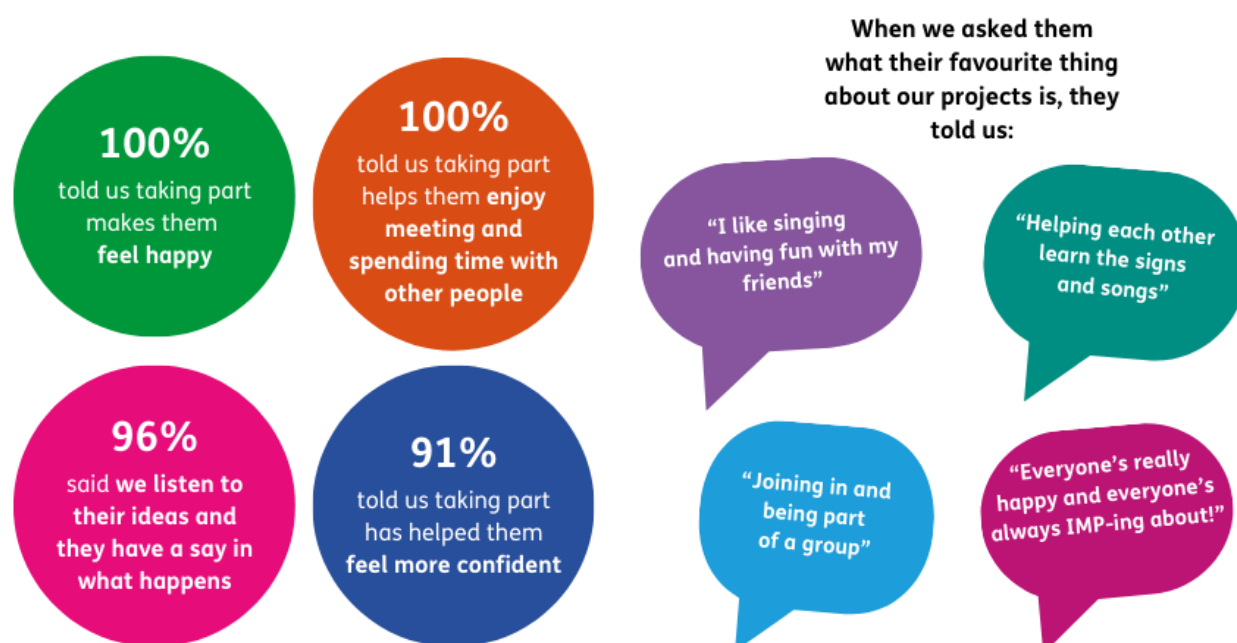 100%
told us taking part
makes them
feel happy
100%
told us taking part
helps them enjoy
meeting and
spending time with
other people
96%
said we listen to
their ideas and
they have a say in
what happens
91%
told us taking part
has helped them
feel more confident
When we asked them
what their favourite thing
about our projects is, they
told us:
“I like singing
and having fun with my
friends”
“Helping each other
learn the signs
and songs”
“Joining in and
being part
of a group”
“Everyone’s really
happy and everyone’s
always IMP-ing about!”